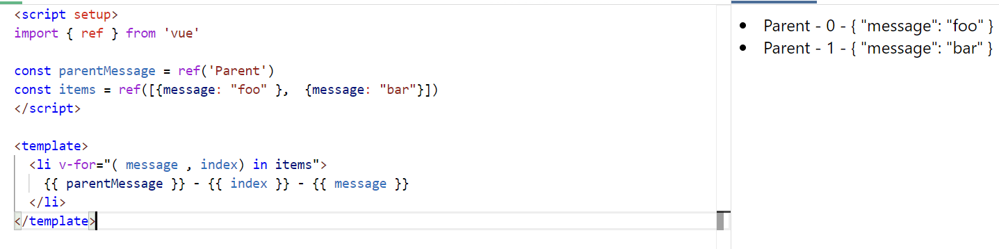 <script setup>
import { ref } from 'vue'
const parentMessage = ref('Parent')
const items = ref([{message: "foo" },  {message: "bar"}])
</script>
<template>
  <li v-for="( message , index) in items">
    {{ parentMessage }} - {{ index }} - {{ message }}
  </li>
</template>
• Parent - 0 - { "message": "foo" }
• Parent - 1 - { "message": "bar" }